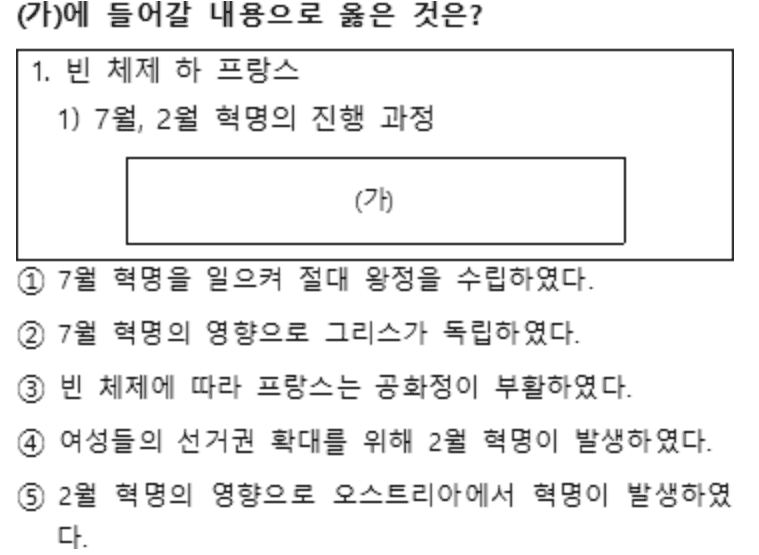 (가)에 들어갈 내용으로 옳은 것은?
1. 빈 체제 하 프랑스
1) 7월, 2월 혁명의 진행 과정
(가)
① 7월 혁명을 일으켜 절대 왕정을 수립하였다.
② 7월 혁명의 영향으로 그리스가 독립하였다.
③ 빈 체제에 따라 프랑스는 공화정이 부활하였다.
④ 여성들의 선거권 확대를 위해 2월 혁명이 발생하였다.
⑤ 2월 혁명의 영향으로 오스트리아에서 혁명이 발생하였
다.